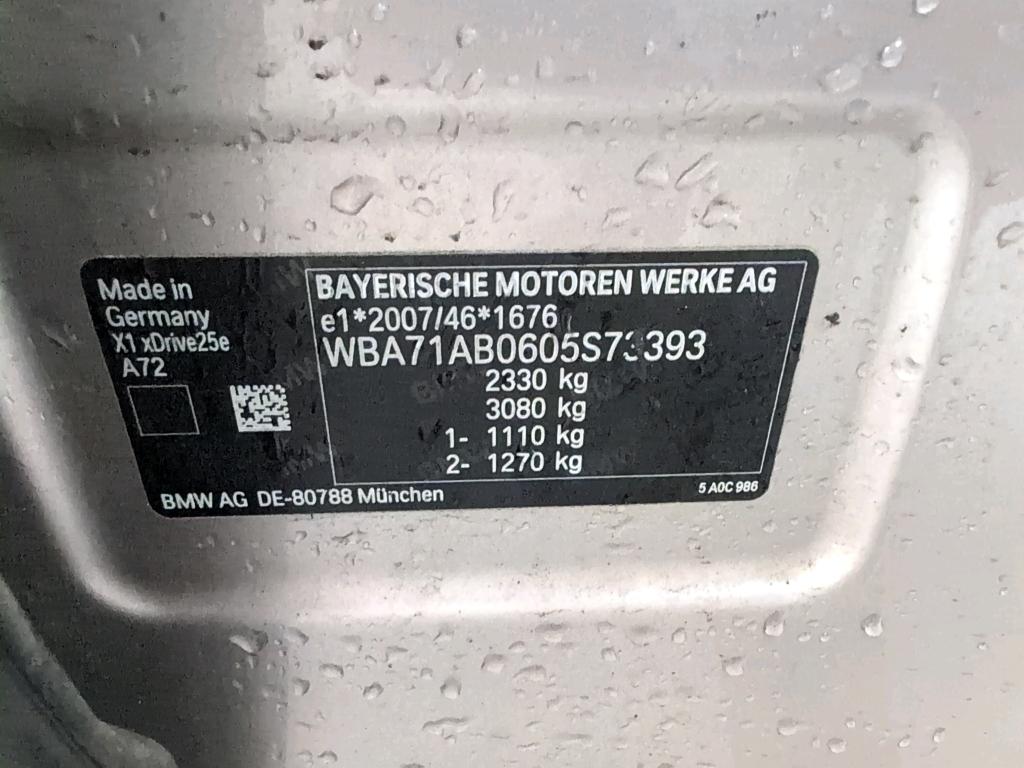 Made in
Germany
X1 xDrive25e
A72
BAYERISCHE MOTOREN WERKE AG
e1*2007/46*1676
2330 kg
3080 kg
1- 1110 kg
2- 1270 kg
BMW AG DE-80788 München
5 A0C 986